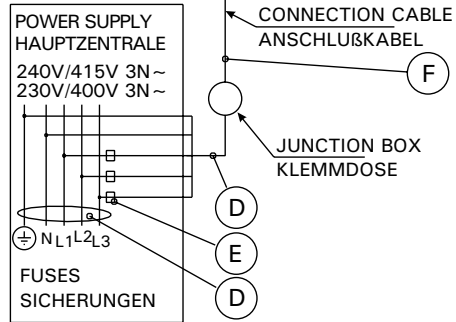 POWER SUPPLY
HAUPTZENTRALE
240V/415V 3N~
230V/400V 3N~
CONNECTION CABLE
ANSCHLUßKABEL
F
JUNCTION BOX
KLEMMDOSE
D
E
D
N L1 L2 L3
FUSES
SICHERUNGEN